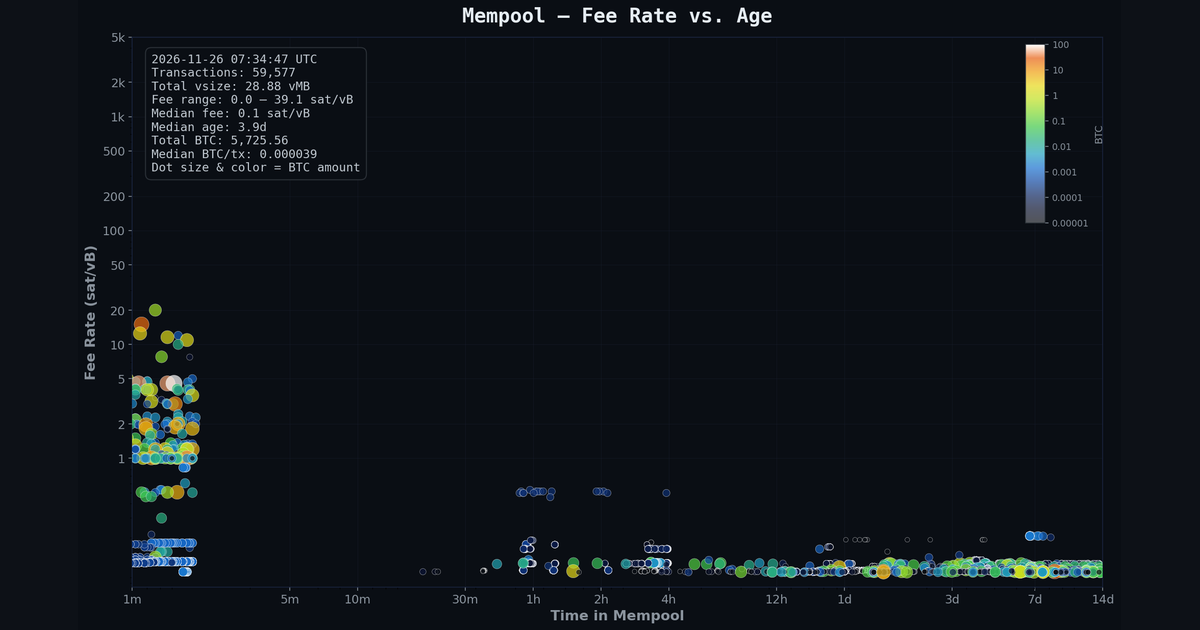 Mempool — Fee Rate vs. Age
2026-11-26 07:34:47 UTC
Transactions: 59,577
Total vsize: 28.88 vMB
Fee range: 0.0 – 39.1 sat/vB
Median fee: 0.1 sat/vB
Median age: 3.9d
Total BTC: 5,725.56
Median BTC/tx: 0.000039
Dot size & color = BTC amount
100
10
1
0.1
0.01
0.001
0.0001
0.00001
BTC
Fee Rate (sat/vB)
5k
2k
1k
500
200
100
50
20
10
5
2
1
1m
5m
10m
30m
1h
2h
4h
12h
1d
3d
7d
14d
Time in Mempool